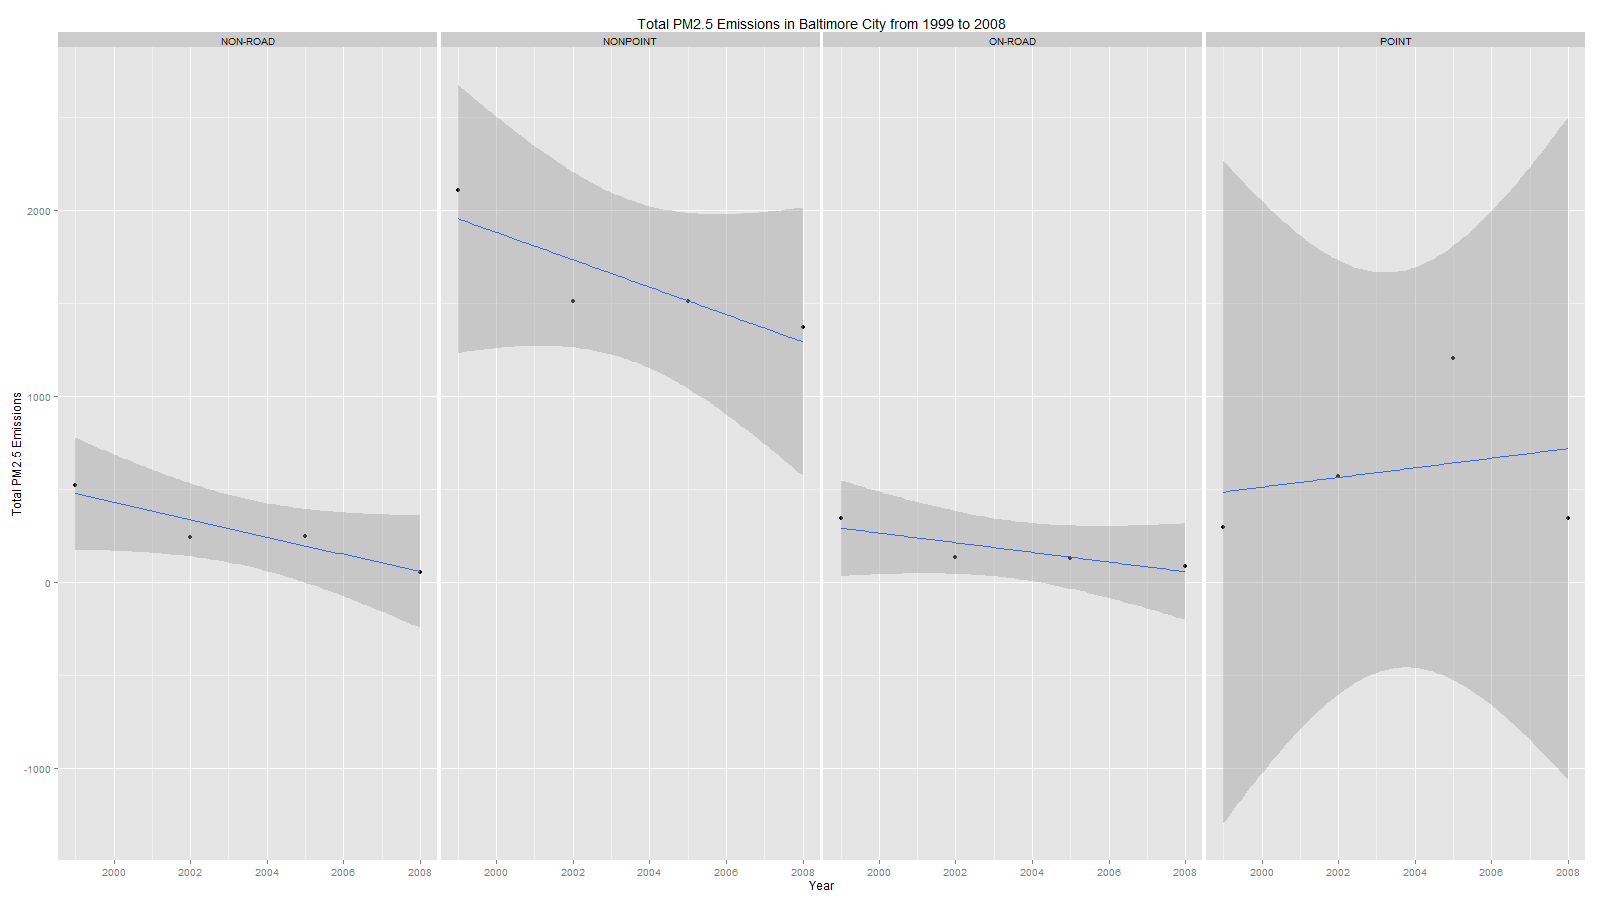 Total PM2.5 Emissions in Baltimore City from 1999 to 2008
NON-ROAD NONPOINT ON-ROAD POINT
Total PM2.5 Emissions
2000
1000
0
-1000
2000 2002 2004 2006 2008 2000 2002 2004 2006 2008 2000 2002 2004 2006 2008 2000 2002 2004 2006 2008
Year